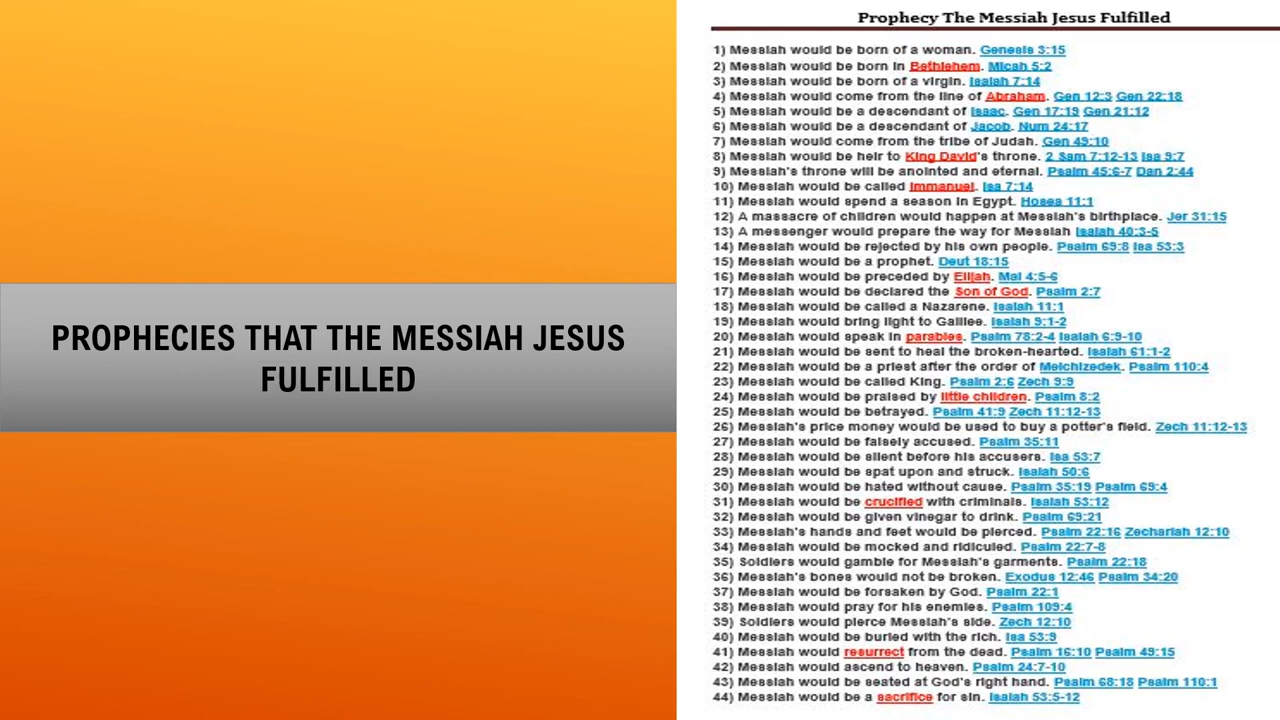 PROPHECIES THAT THE MESSIAH JESUS
FULFILLED
Prophecy The Messiah Jesus Fulfilled
1) Messiah would be born of a woman. Genesis 3:15
2) Messiah would be born in Bethlehem. Micah 5:2
3) Messiah would be born of a virgin. Isaiah 7:14
4) Messiah would come from the line of Abraham. Gen 12:3 Gen 22:18
5) Messiah would be a descendant of Isaac. Gen 17:19 Gen 21:12
6) Messiah would be a descendant of Jacob. Num 24:17
7) Messiah would come from the tribe of Judah. Gen 49:10
8) Messiah would be heir to King David's throne. 2 Sam 7:12-13 Isa 9:7
9) Messiah's throne will be anointed and eternal. Psalm 45:6-7 Dan 2:44
10) Messiah would be called Immanuel. Isa 7:14
11) Messiah would spend a season in Egypt. Hosea 11:1
12) A massacre of children would happen at Messiah's birthplace. Jer 31:15
13) A messenger would prepare the way for Messiah Isaiah 40:3-5
14) Messiah would be rejected by his own people. Psalm 69:8 Isa 53:3
15) Messiah would be a prophet. Deut 18:15
16) Messiah would be preceded by Elijah. Mal 4:5-6
17) Messiah would be declared the Son of God. Psalm 2:7
18) Messiah would be called a Nazarene. Isaiah 11:1
19) Messiah would bring light to Galilee. Isaiah 9:1-2
20) Messiah would speak in parables. Psalm 78:2-4 Isaiah 6:9-10
21) Messiah would be sent to heal the broken-hearted. Isaiah 61:1-2
22) Messiah would be a priest after the order of Melchizedek. Psalm 110:4
23) Messiah would be called King. Psalm 2:6 Zech 9:9
24) Messiah would be praised by little children. Psalm 8:2
25) Messiah would be betrayed. Psalm 41:9 Zech 11:12-13
26) Messiah's price money would be used to buy a potter's field. Zech 11:12-13
27) Messiah would be falsely accused. Psalm 35:11
28) Messiah would be silent before his accusers. Isa 53:7
29) Messiah would be spat upon and struck. Isaiah 50:6
30) Messiah would be hated without cause. Psalm 35:19 Psalm 69:4
31) Messiah would be crucified with criminals. Isaiah 53:12
32) Messiah would be given vinegar to drink. Psalm 69:21
33) Messiah's hands and feet would be pierced. Psalm 22:16 Zechariah 12:10
34) Messiah would be mocked and ridiculed. Psalm 22:7-8
35) Soldiers would gamble for Messiah's garments. Psalm 22:18
36) Messiah's bones would not be broken. Exodus 12:46 Psalm 34:20
37) Messiah would be forsaken by God. Psalm 22:1
38) Messiah would pray for his enemies. Psalm 109:4
39) Soldiers would pierce Messiah's side. Zech 12:10
40) Messiah would be buried with the rich. Isa 53:9
41) Messiah would resurrect from the dead. Psalm 16:10 Psalm 49:15
42) Messiah would ascend to heaven. Psalm 24:7-10
43) Messiah would be seated at God's right hand. Psalm 68:18 Psalm 110:1
44) Messiah would be a sacrifice for sin. Isaiah 53:5-12